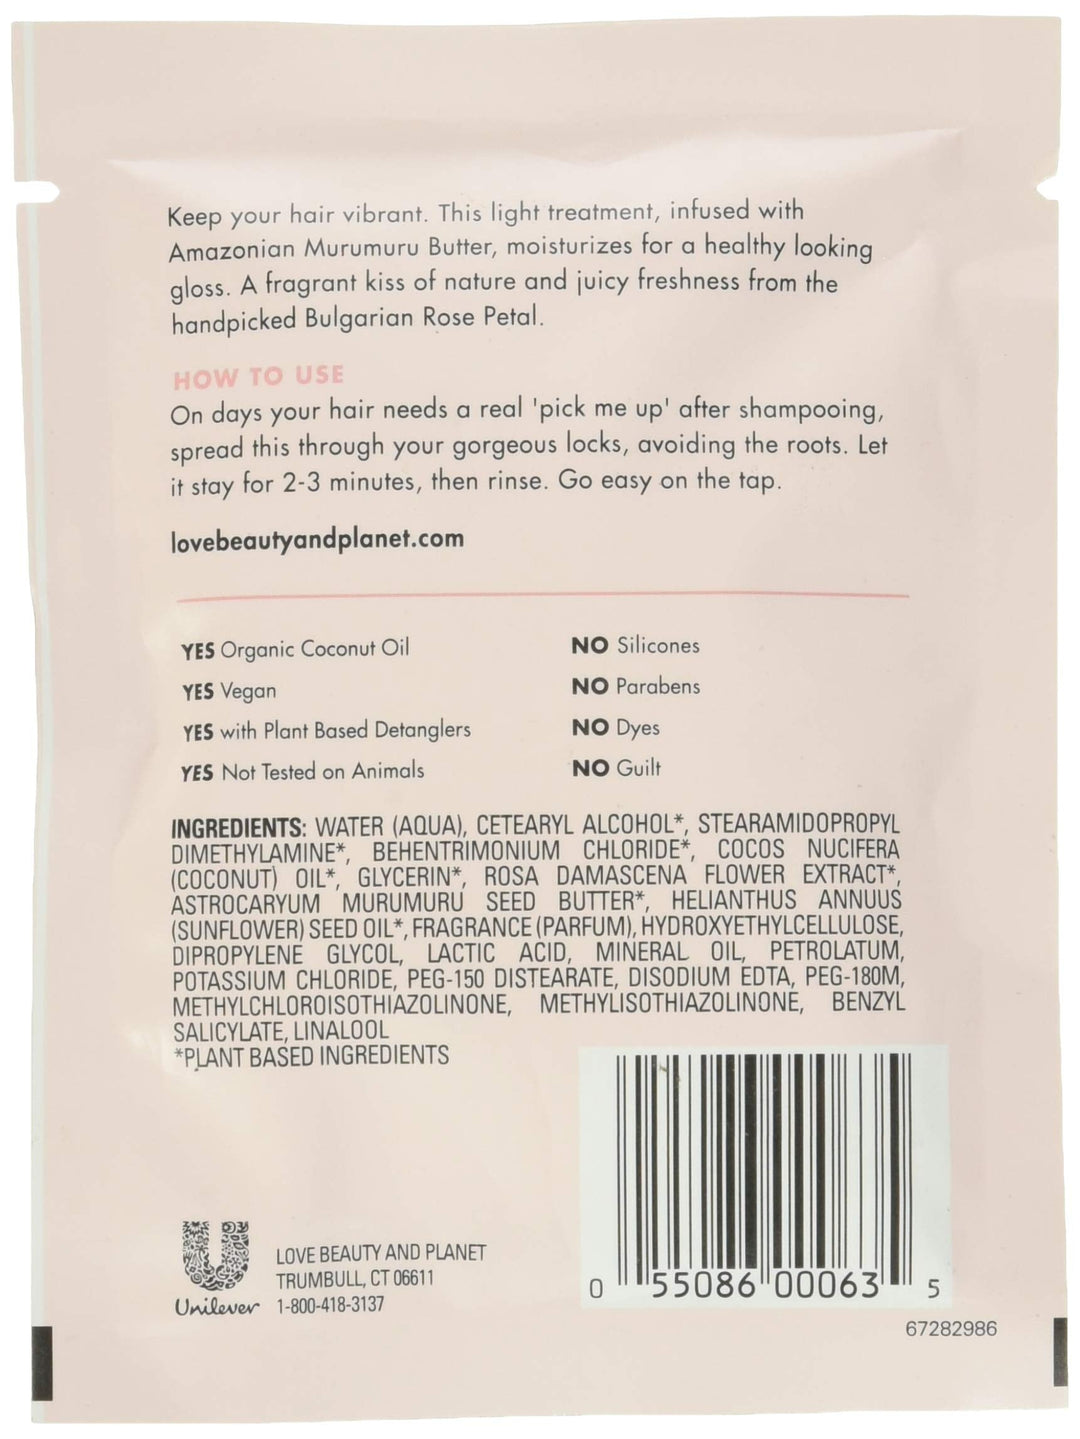 Keep your hair vibrant. This light treatment, infused with
Amazonian Murumuru Butter, moisturizes for a healthy looking
gloss. A fragrant kiss of nature and juicy freshness from the
handpicked Bulgarian Rose Petal.
HOW TO USE
On days your hair needs a real 'pick me up' after shampooing,
spread this through your gorgeous locks, avoiding the roots. Let
it stay for 2-3 minutes, then rinse. Go easy on the tap.
lovebeautyandplanet.com
YES Organic Coconut Oil
YES Vegan
YES with Plant Based Detanglers
YES Not Tested on Animals
NO Silicones
NO Parabens
NO Dyes
NO Guilt
INGREDIENTS: WATER (AQUA), CETEARYL ALCOHOL*, STEARAMIDOPROPYL
DIMETHYLAMINE*, BEHENTRIMONIUM CHLORIDE*, COCOS NUCIFERA
(COCONUT) OIL*, GLYCERIN*, ROSA DAMASCENA FLOWER EXTRACT*,
ASTROCARYUM MURUMURU SEED BUTTER*, HELIANTHUS ANNUUS
(SUNFLOWER) SEED OIL*, FRAGRANCE (PARFUM), HYDROXYETHYLCELLULOSE,
DIPROPYLENE GLYCOL, LACTIC ACID, MINERAL OIL, PETROLATUM,
POTASSIUM CHLORIDE, PEG-150 DISTEARATE, DISODIUM EDTA, PEG-180M,
METHYLCHLOROISOTHIAZOLINONE, METHYLISOTHIAZOLINONE, BENZYL
SALICYLATE, LINALOOL
*PLANT BASED INGREDIENTS
Unilever
LOVE BEAUTY AND PLANET
TRUMBULL, CT 06611
1-800-418-3137
0 55086 00063 5
67282986